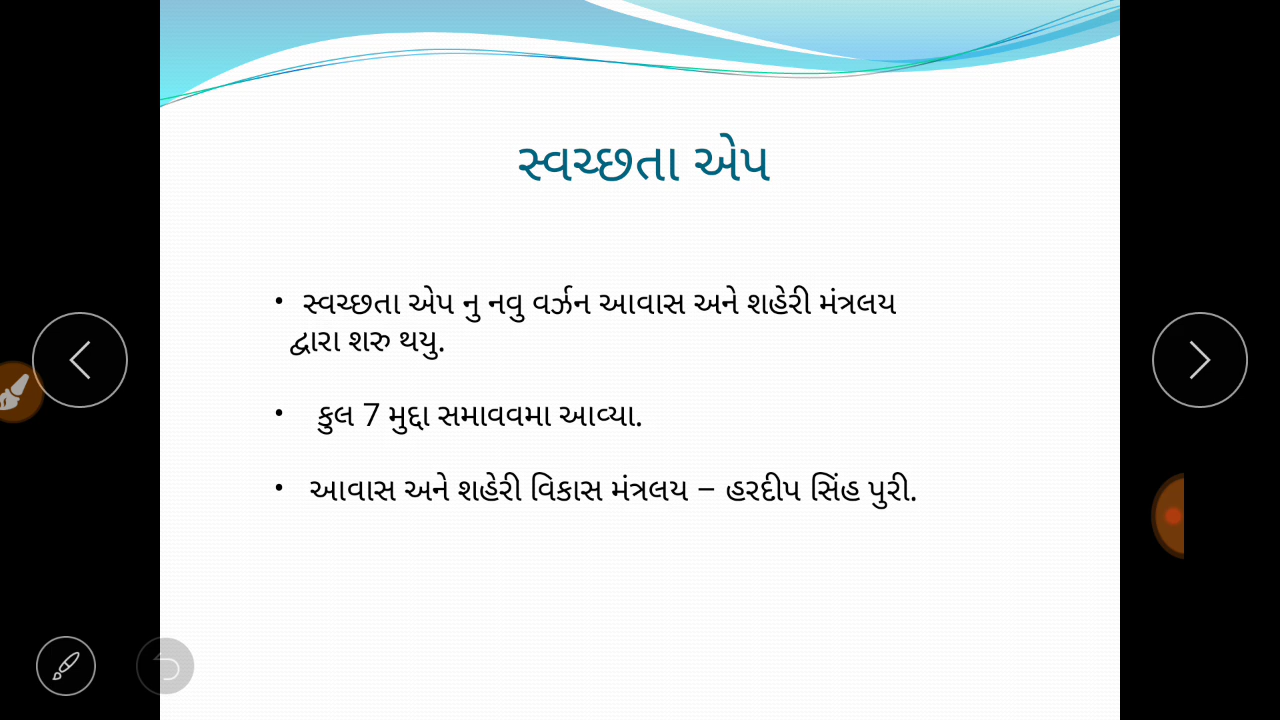 સ્વચ્છતા એપ
• સ્વચ્છતા એપ નુ નવુ વર્ઝન આવાસ અને શહેરી મંત્રલય
દ્વારા શરુ થયુ.
• કુલ 7 મુદ્દા સમાવવમા આવ્યા.
• આવાસ અને શહેરી વિકાસ મંત્રલય – હરદીપ સિંહ પુરી.